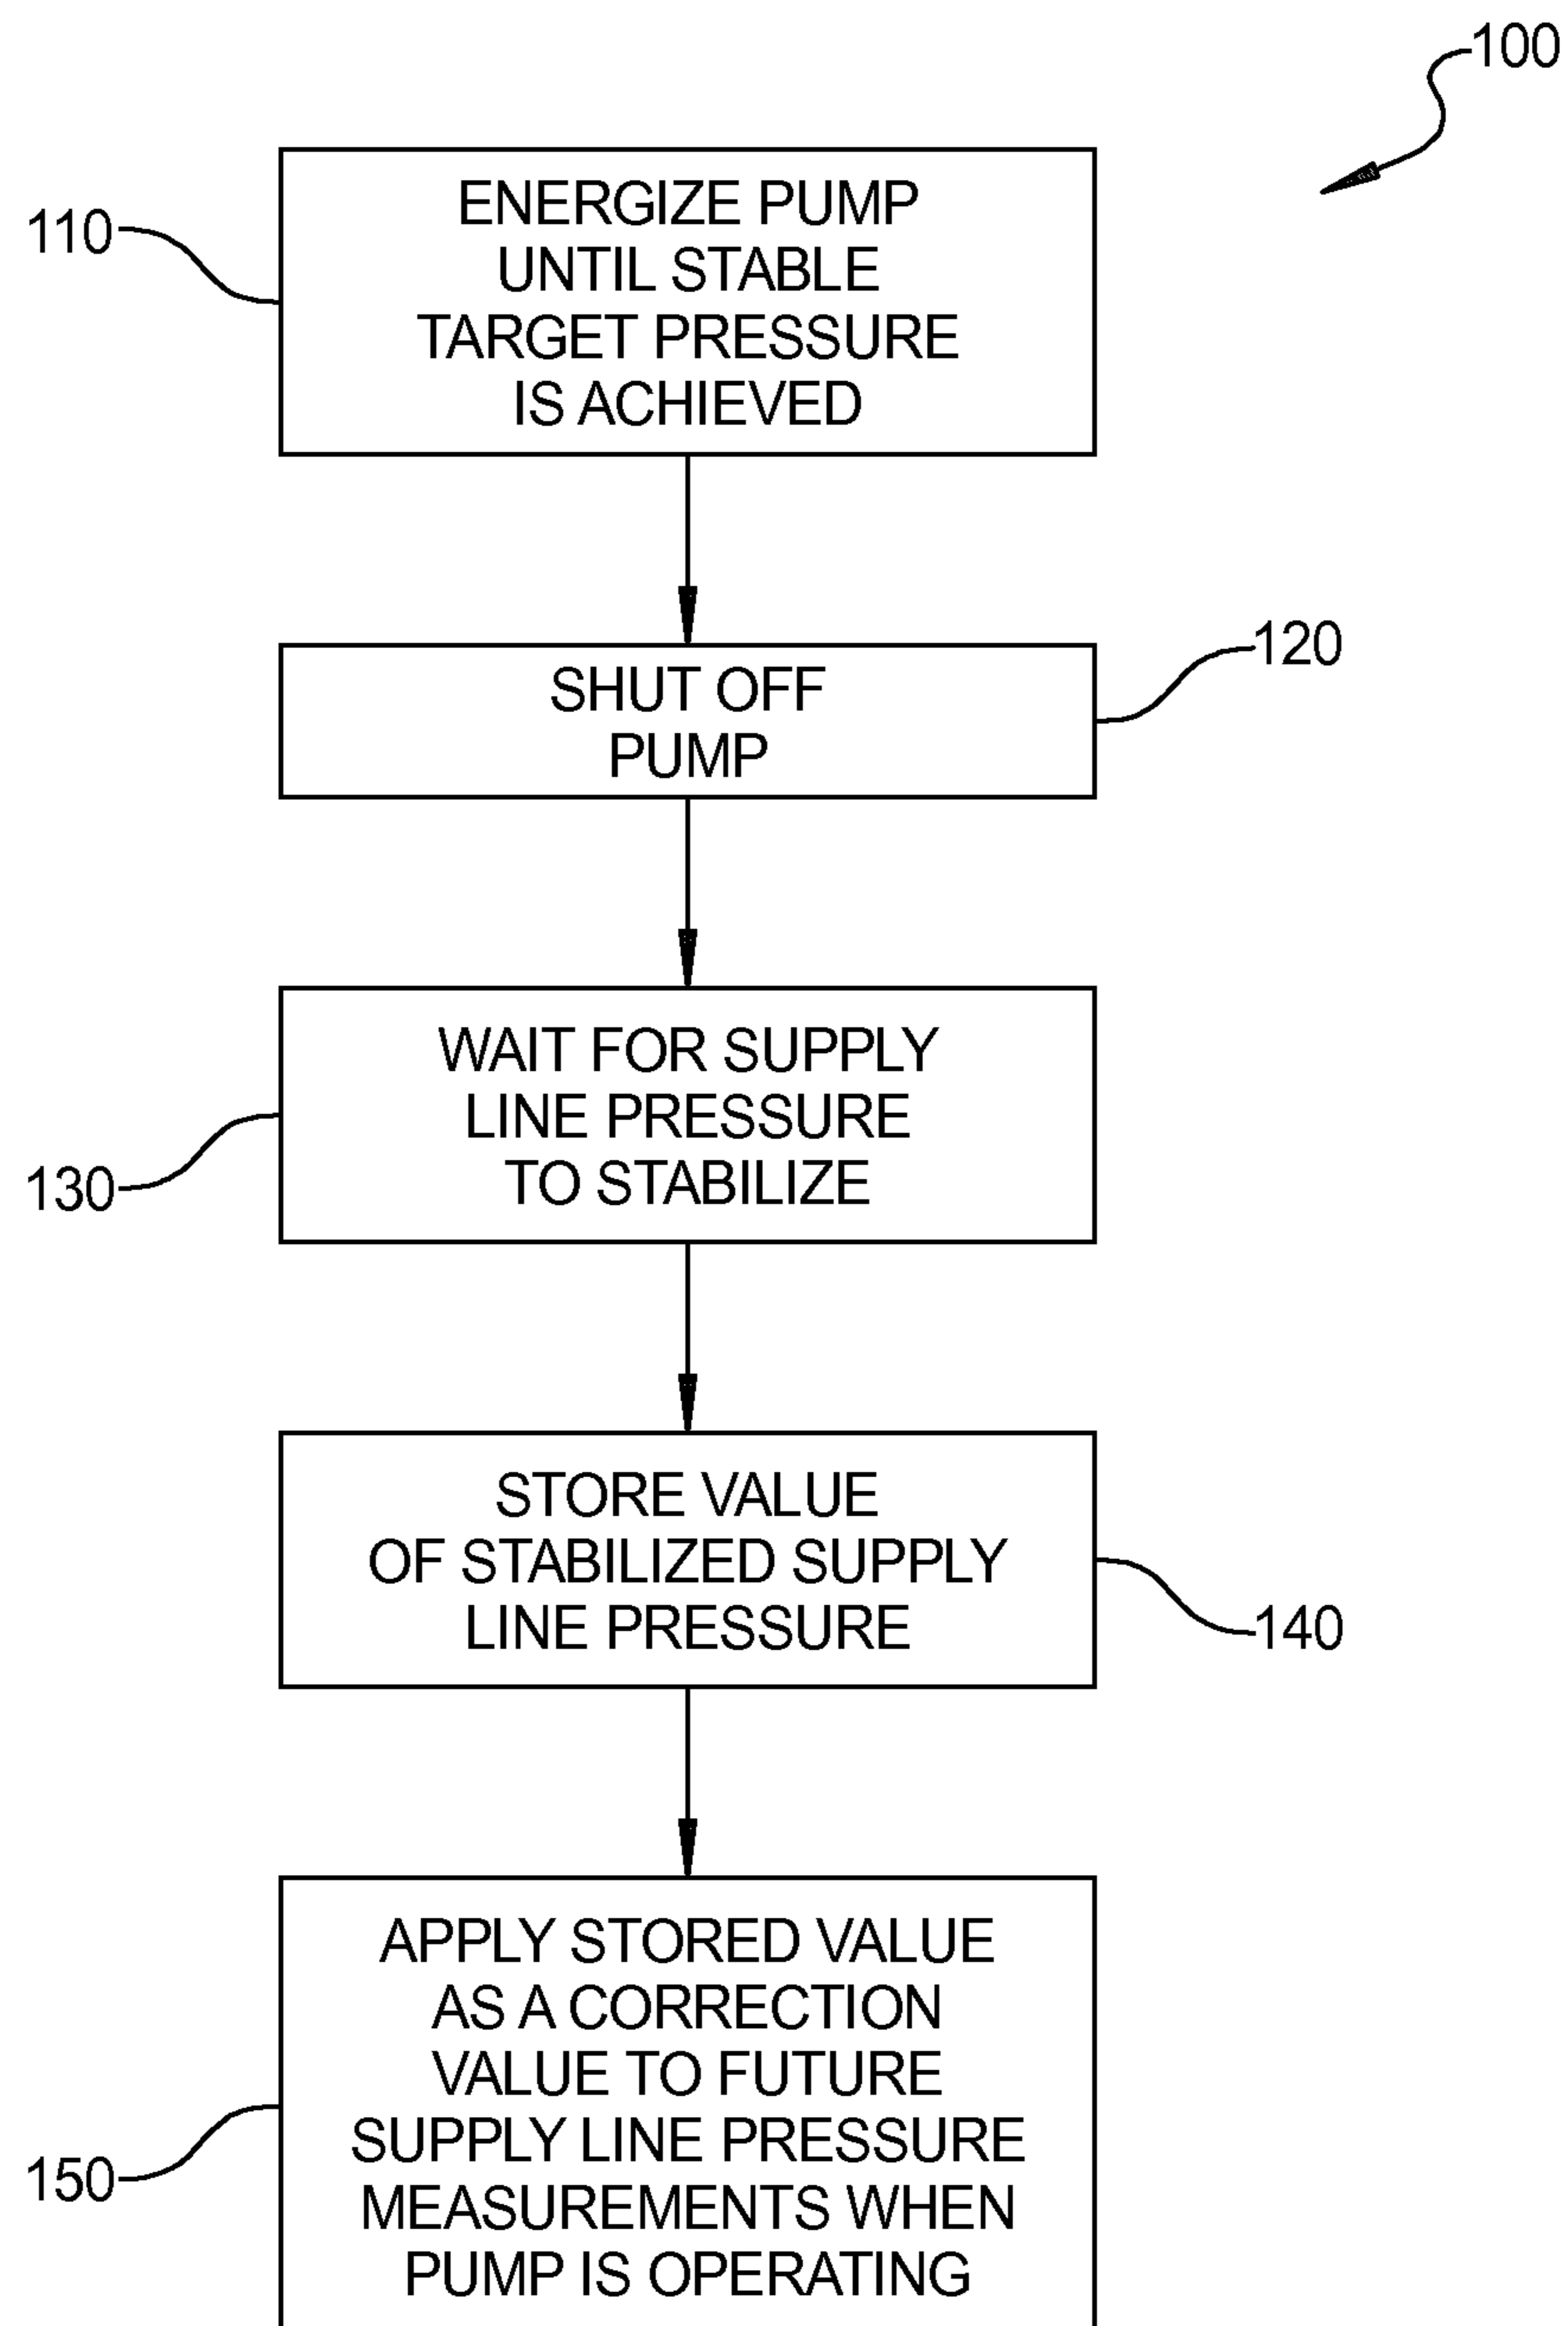 100
110
ENERGIZE PUMP
UNTIL STABLE
TARGET PRESSURE
IS ACHIEVED
120
SHUT OFF
PUMP
WAIT FOR SUPPLY
LINE PRESSURE
TO STABILIZE
130
STORE VALUE
OF STABILIZED SUPPLY
LINE PRESSURE
140
APPLY STORED VALUE
AS A CORRECTION
VALUE TO FUTURE
SUPPLY LINE PRESSURE
MEASUREMENTS WHEN
PUMP IS OPERATING
150